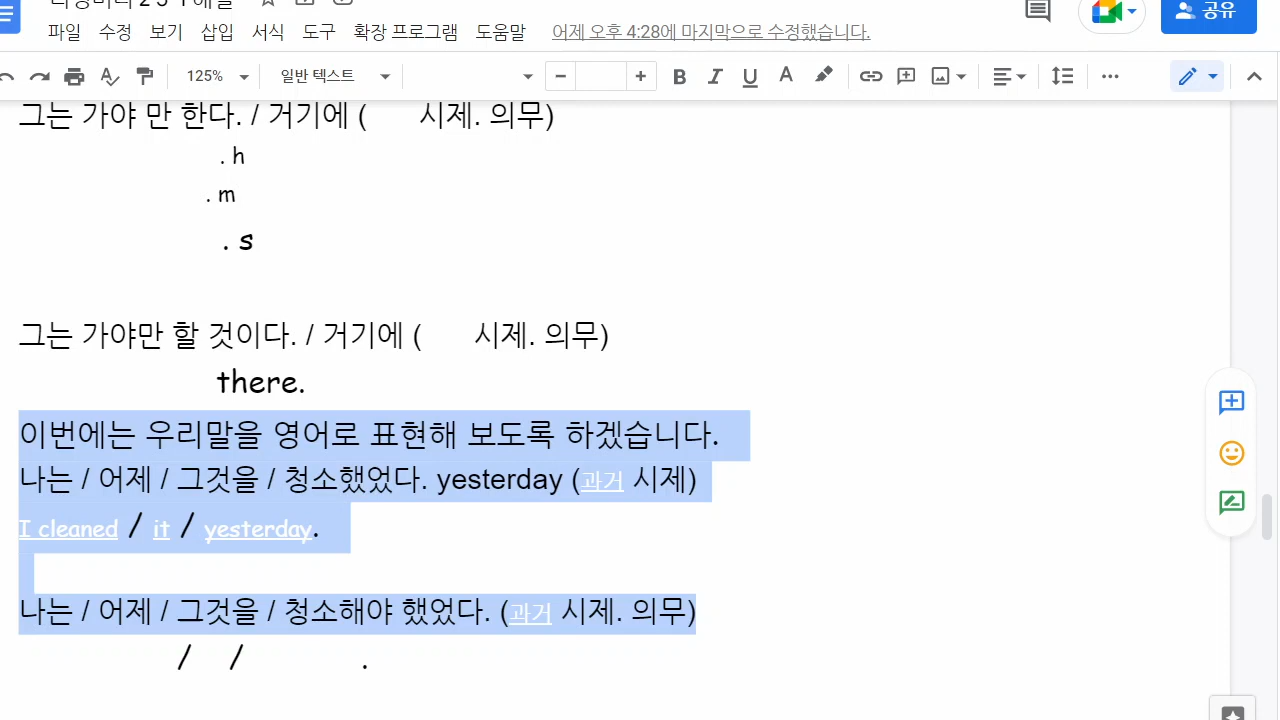 파일 수정 보기 삽입 서식 도구 확장 프로그램 도움말 어제 오후 4:28에 마지막으로 수정했습니다. 공유
125% 일반 텍스트 B I U A
그는 가야 만 한다. / 거기에 ( 시제. 의무)
. h
. m
. s
그는 가야만 할 것이다. / 거기에 ( 시제. 의무)
there.
이번에는 우리말을 영어로 표현해 보도록 하겠습니다.
나는 / 어제 / 그것을 / 청소했었다. yesterday (과거 시제)
I cleaned / it / yesterday.
나는 / 어제 / 그것을 / 청소해야 했었다. (과거 시제. 의무)
/ / .